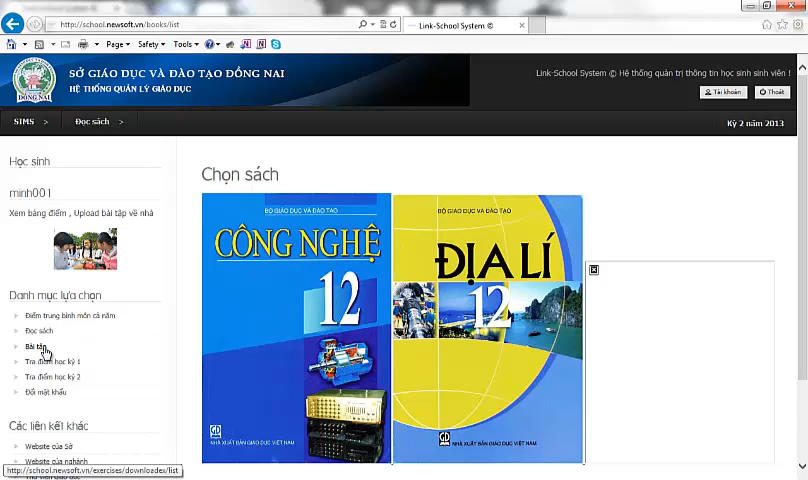 http://school.newsoft.vn/books/list
Link-School System ©
Page
Safety
Tools
SỞ GIÁO DỤC VÀ ĐÀO TẠO ĐỒNG NAI
HỆ THỐNG QUẢN LÝ GIÁO DỤC
ĐỒNG NAI
Link-School System © Hệ thống quản trị thông tin học sinh sinh viên !
Tài khoản
Thoát
SIMS >
Đọc sách >
Kỳ 2 năm 2013
Học sinh
minh001
Xem bảng điểm , Upload bài tập về nhà
Danh mục lựa chọn
Điểm trung bình môn cả năm
Đọc sách
Bài tập
Tra điểm học kỳ 1
Tra điểm học kỳ 2
Đổi mật khẩu
Các liên kết khác
Website của Sở
Website của nghành
http://school.newsoft.vn/exercises/downloadex/list
Chọn sách
BỘ GIÁO DỤC VÀ ĐÀO TẠO
CÔNG NGHỆ
12
NHÀ XUẤT BẢN GIÁO DỤC VIỆT NAM
BỘ GIÁO DỤC VÀ ĐÀO TẠO
ĐỊA LÍ
12
NHÀ XUẤT BẢN GIÁO DỤC VIỆT NAM